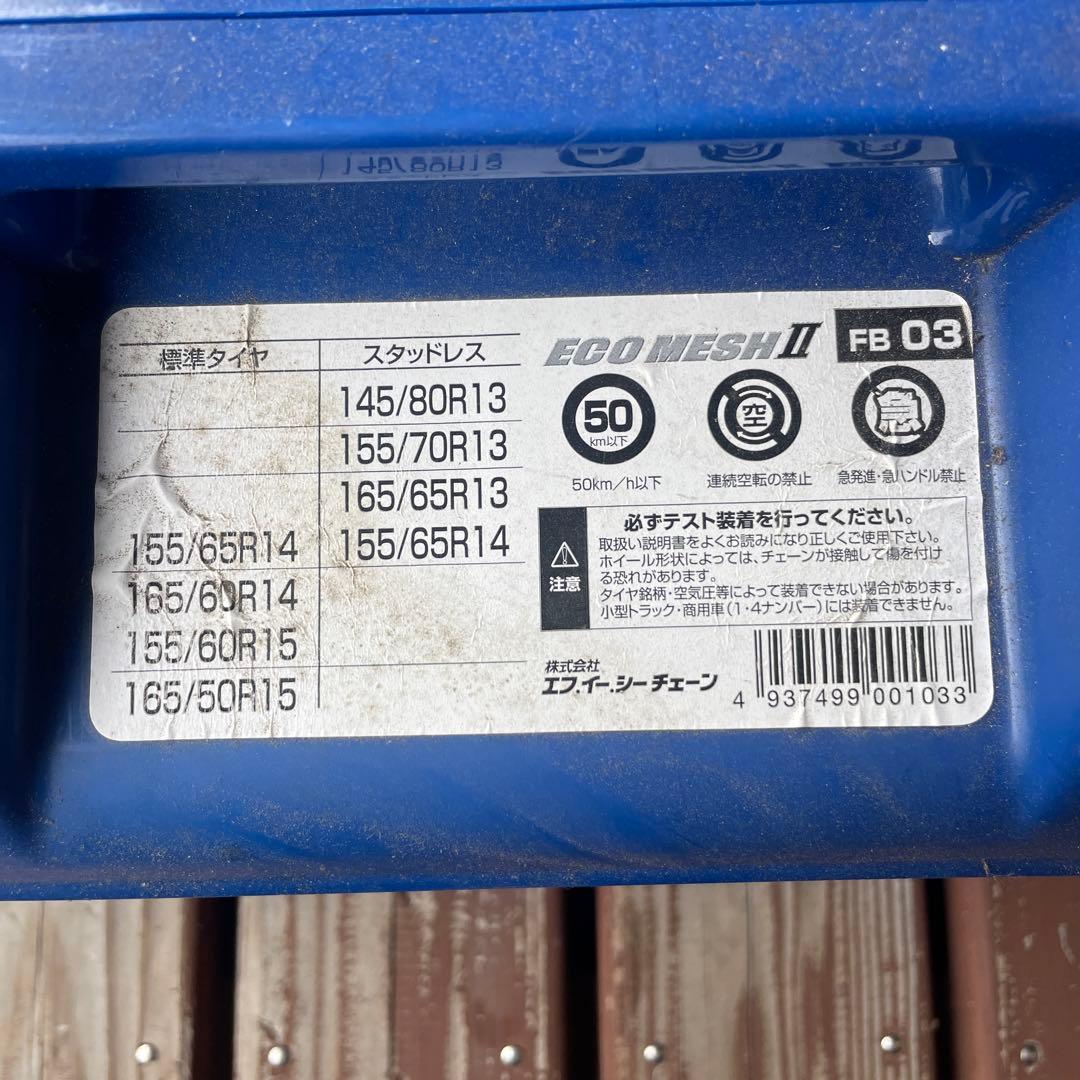 標準タイヤ
スタッドレス
145/80R13
155/70R13
165/65R13
155/65R14
155/65R14
165/60R14
155/60R15
165/50R15
ECO MESH II
FB 03
50
km以下
50km/h以下
空
連続空転の禁止
急
急発進・急ハンドル禁止
注意
必ずテスト装着を行ってください。
取扱い説明書をよくお読みになり正しくご使用下さい。
ホイール形状によっては、チェーンが接触して傷を付け
る恐れがあります。
タイヤ銘柄・空気圧等によって装着できない場合があります。
小型トラック・商用車(1・4ナンバー)には装着できません。
株式会社
エフ.イー.シーチェーン
4 937499 001033